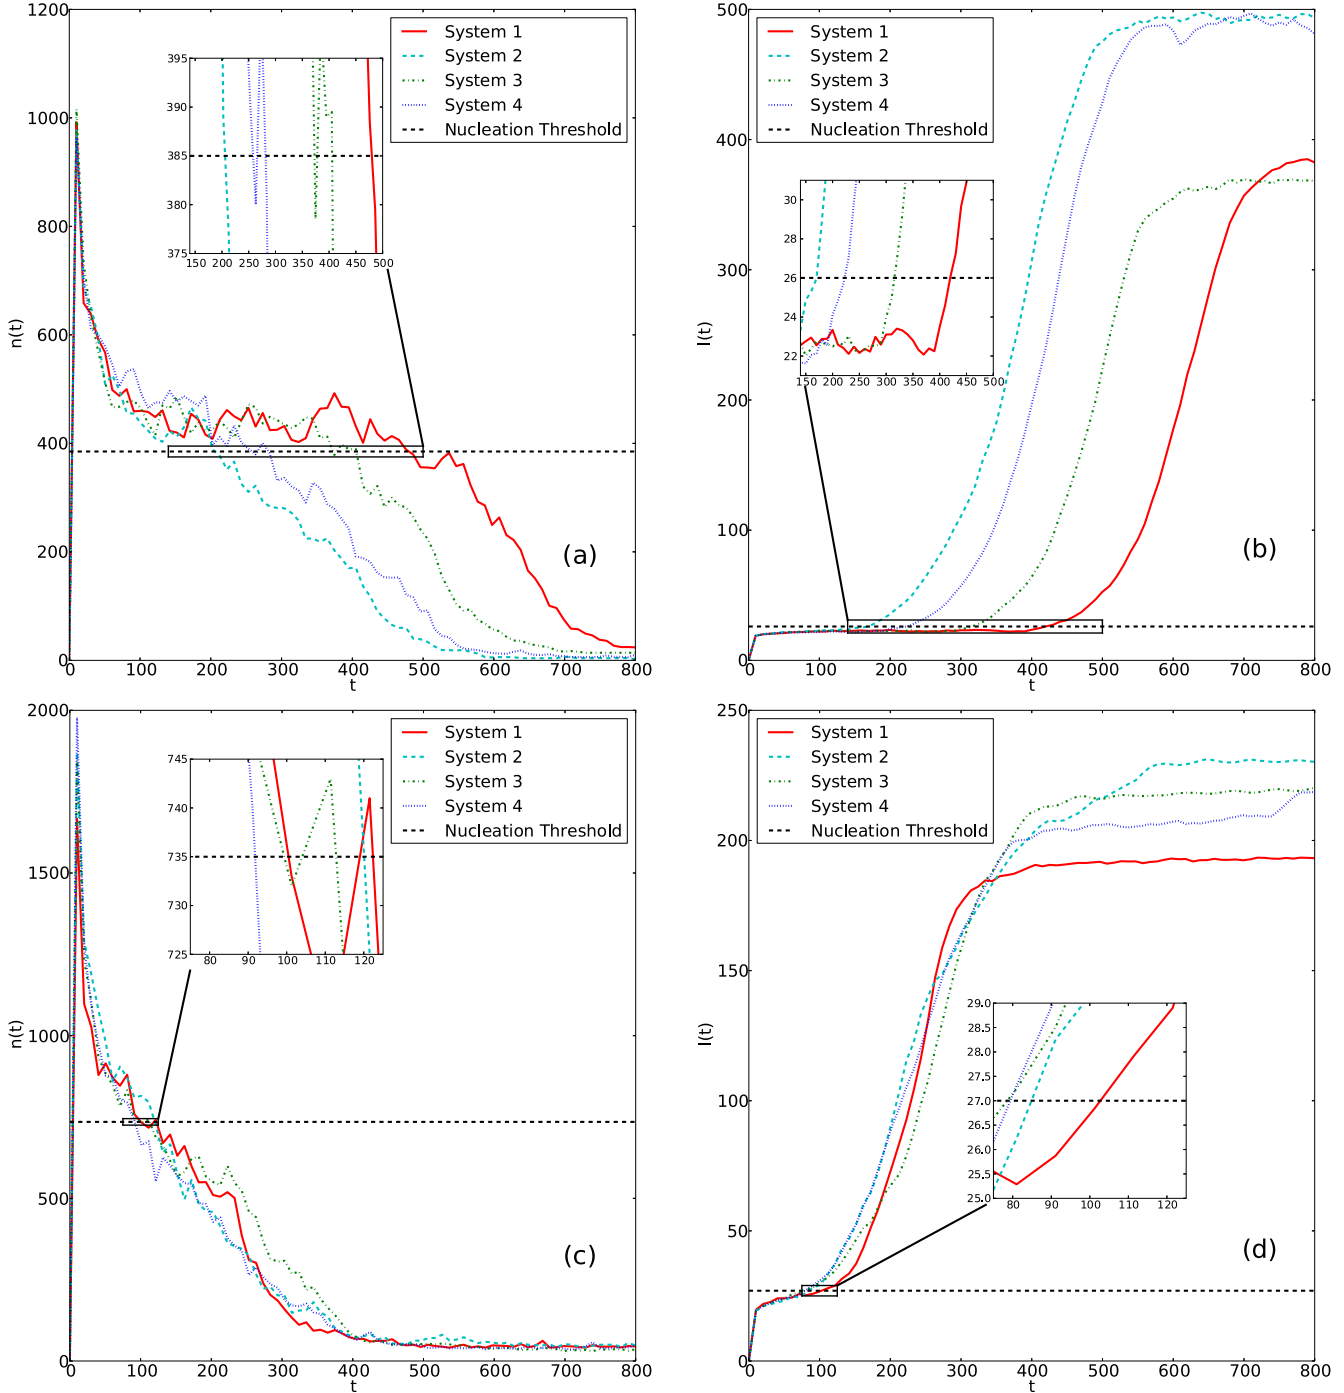 1200
1000
800
600
400
200
0
n(t)
0 100 200 300 400 500 600 700 800
t
System 1
System 2
System 3
System 4
Nucleation Threshold
395
390
385
380
375
150 200 250 300 350 400 450 500
(a)
500
400
300
200
100
0
l(t)
0 100 200 300 400 500 600 700 800
t
System 1
System 2
System 3
System 4
Nucleation Threshold
30
28
26
24
22
150 200 250 300 350 400 450 500
(b)
2000
1500
1000
500
0
n(t)
0 100 200 300 400 500 600 700 800
t
System 1
System 2
System 3
System 4
Nucleation Threshold
745
740
735
730
725
80 90 100 110 120
(c)
250
200
150
100
50
0
l(t)
0 100 200 300 400 500 600 700 800
t
System 1
System 2
System 3
System 4
Nucleation Threshold
29.0
28.5
28.0
27.5
27.0
26.5
26.0
25.5
25.0
80 90 100 110 120
(d)